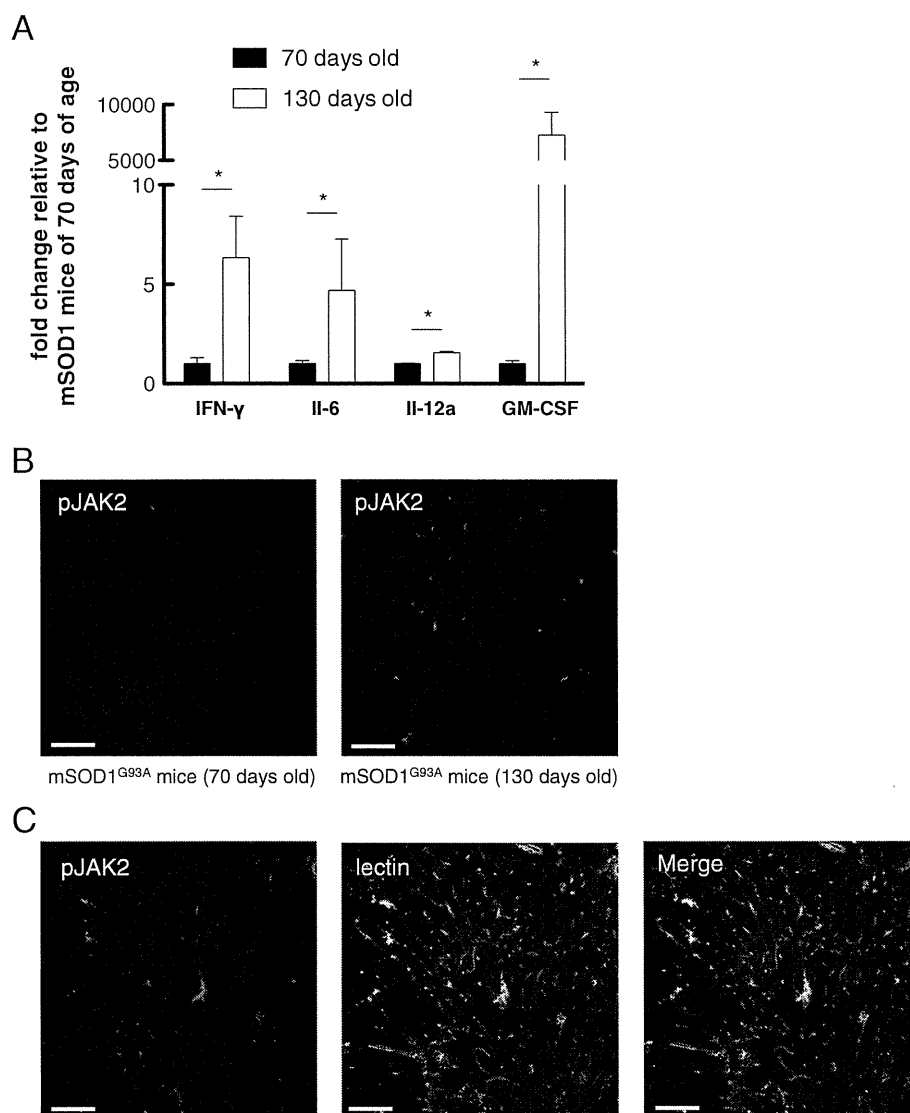 A
70 days old
130 days old
fold change relative to
mSOD1 mice of 70 days of age
10000
5000
10
5
0
*
*
*
*
IFN-γ
Il-6
Il-12a
GM-CSF
B
pJAK2
pJAK2
mSOD1G93A mice (70 days old)
mSOD1G93A mice (130 days old)
C
pJAK2
lectin
Merge